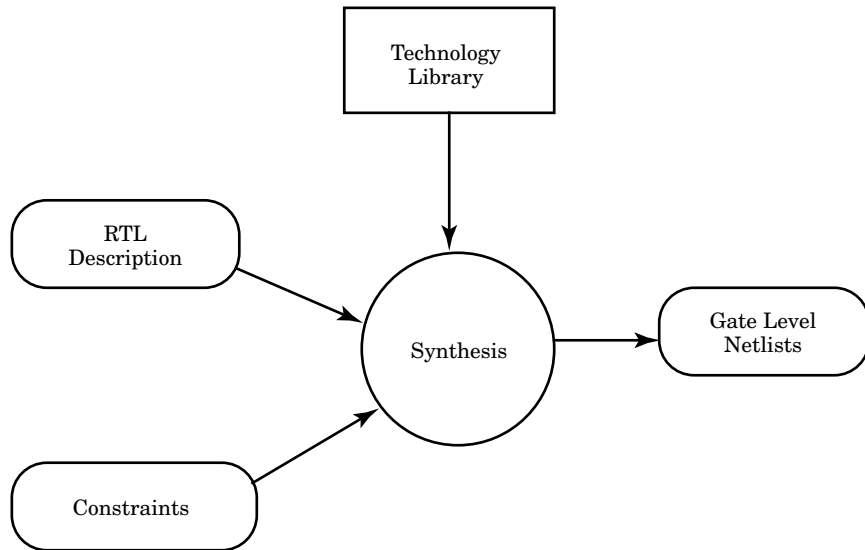 Technology
Library
RTL
Description
Synthesis
Gate Level
Netlists
Constraints